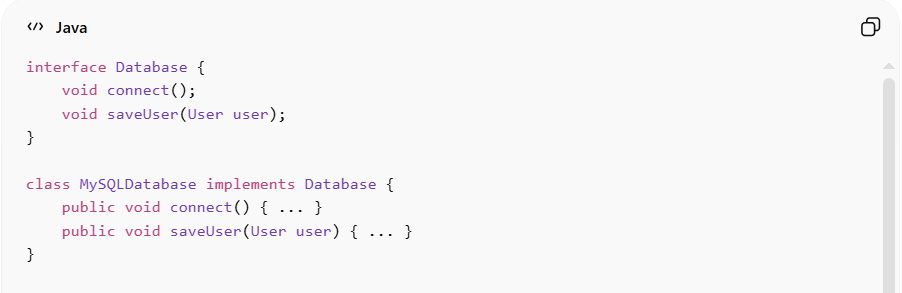 </> Java
interface Database {
    void connect();
    void saveUser(User user);
}
class MySQLDatabase implements Database {
    public void connect() { ... }
    public void saveUser(User user) { ... }
}